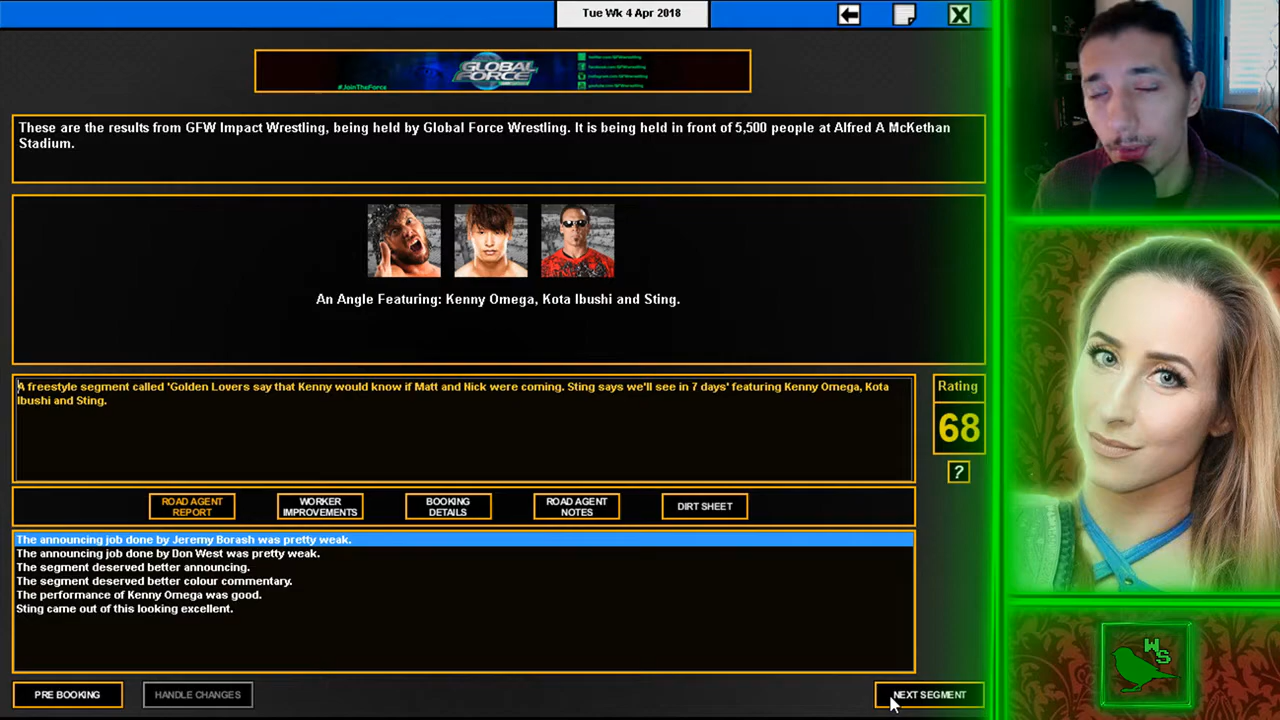 Tue Wk 4 Apr 2018
GLOBAL
FORCE
#JoinTheForce
These are the results from GFW Impact Wrestling, being held by Global Force Wrestling. It is being held in front of 5,500 people at Alfred A McKethan
Stadium.
An Angle Featuring: Kenny Omega, Kota Ibushi and Sting.
A freestyle segment called 'Golden Lovers say that Kenny would know if Matt and Nick were coming. Sting says we'll see in 7 days' featuring Kenny Omega, Kota
Ibushi and Sting.
Rating
68
?
ROAD AGENT
REPORT
WORKER
IMPROVEMENTS
BOOKING
DETAILS
ROAD AGENT
NOTES
DIRT SHEET
The announcing job done by Jeremy Borash was pretty weak.
The announcing job done by Don West was pretty weak.
The segment deserved better announcing.
The segment deserved better colour commentary.
The performance of Kenny Omega was good.
Sting came out of this looking excellent.
PRE BOOKING
HANDLE CHANGES
NEXT SEGMENT
WS